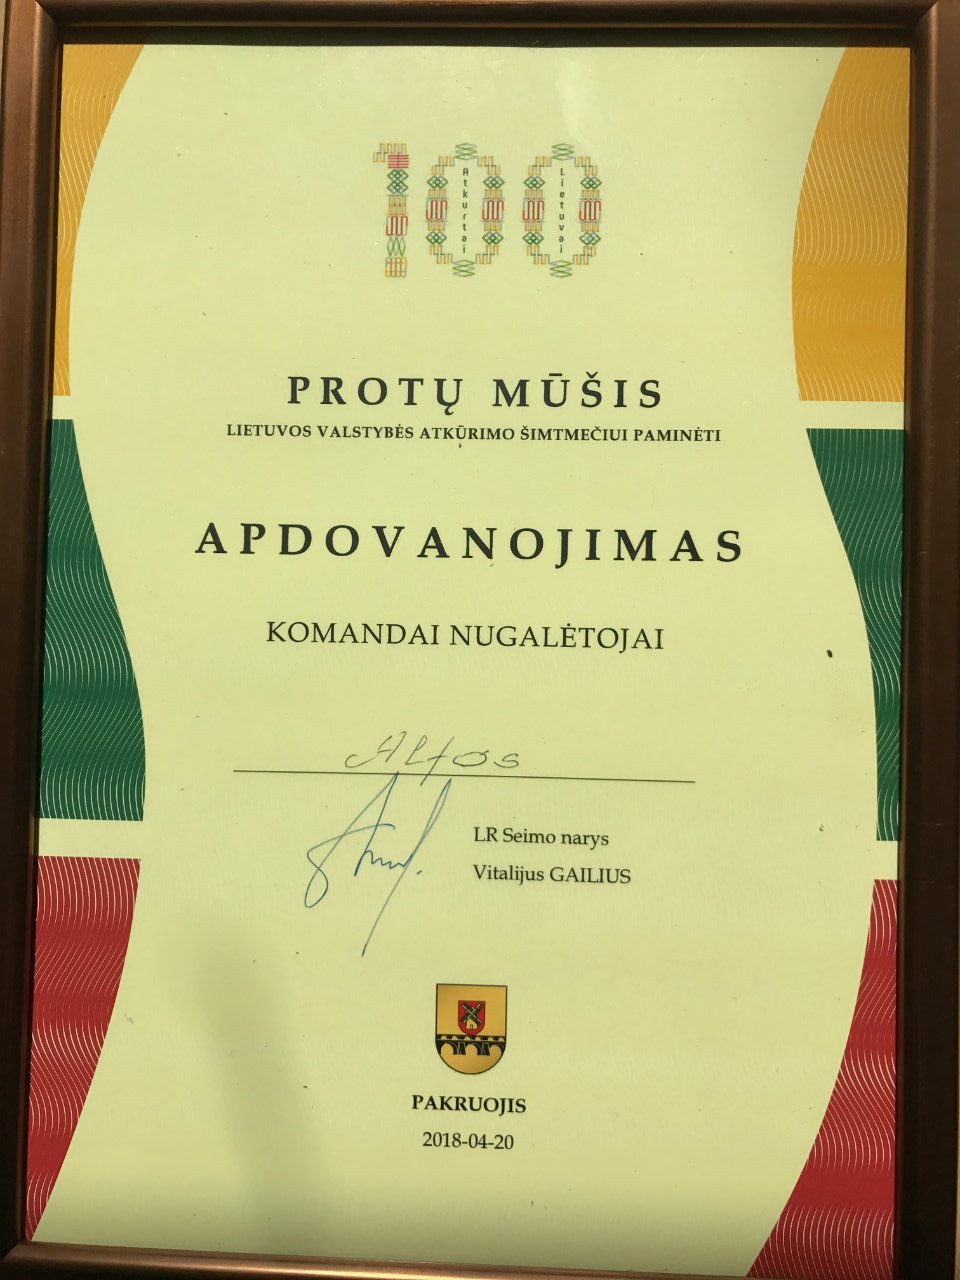 100
Atkurtai
Lietuvai
PROTŲ MŪŠIS
LIETUVOS VALSTYBĖS ATKŪRIMO ŠIMTMEČIUI PAMINĖTI
APDOVANOJIMAS
KOMANDAI NUGALĖTOJAI
LR Seimo narys
Vitalijus GAILIUS
PAKRUOJIS
2018-04-20